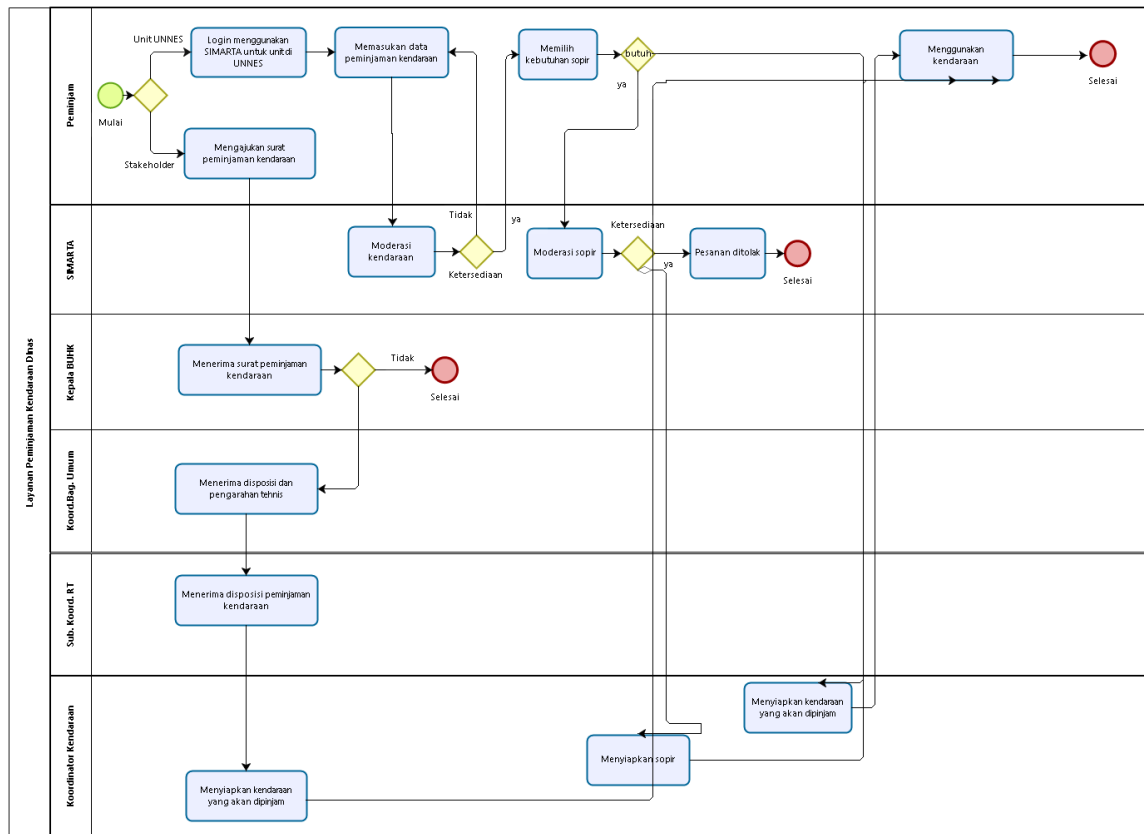 Layanan Peminjaman Kendaraan Dinas
Peminjam
Mulai
Unit UNNES
Stakeholder
Login menggunakan
SIMARTA untuk unit di
UNNES
Mengajukan surat
peminjaman kendaraan
Memasukan data
peminjaman kendaraan
Memilih
kebutuhan sopir
butuh
ya
Menggunakan
kendaraan
Selesai
SIMARTA
Moderasi
kendaraan
Tidak
Ketersediaan
ya
Moderasi sopir
Ketersediaan
ya
Pesanan ditolak
Selesai
Kepala BUHK
Menerima surat peminjaman
kendaraan
Tidak
Selesai
Koord.Bag. Umum
Menerima disposisi dan
pengarahan tehnis
Sub. Koord. RT
Menerima disposisi peminjaman
kendaraan
Koordinator Kendaraan
Menyiapkan kendaraan
yang akan dipinjam
Menyiapkan sopir
Menyiapkan kendaraan
yang akan dipinjam